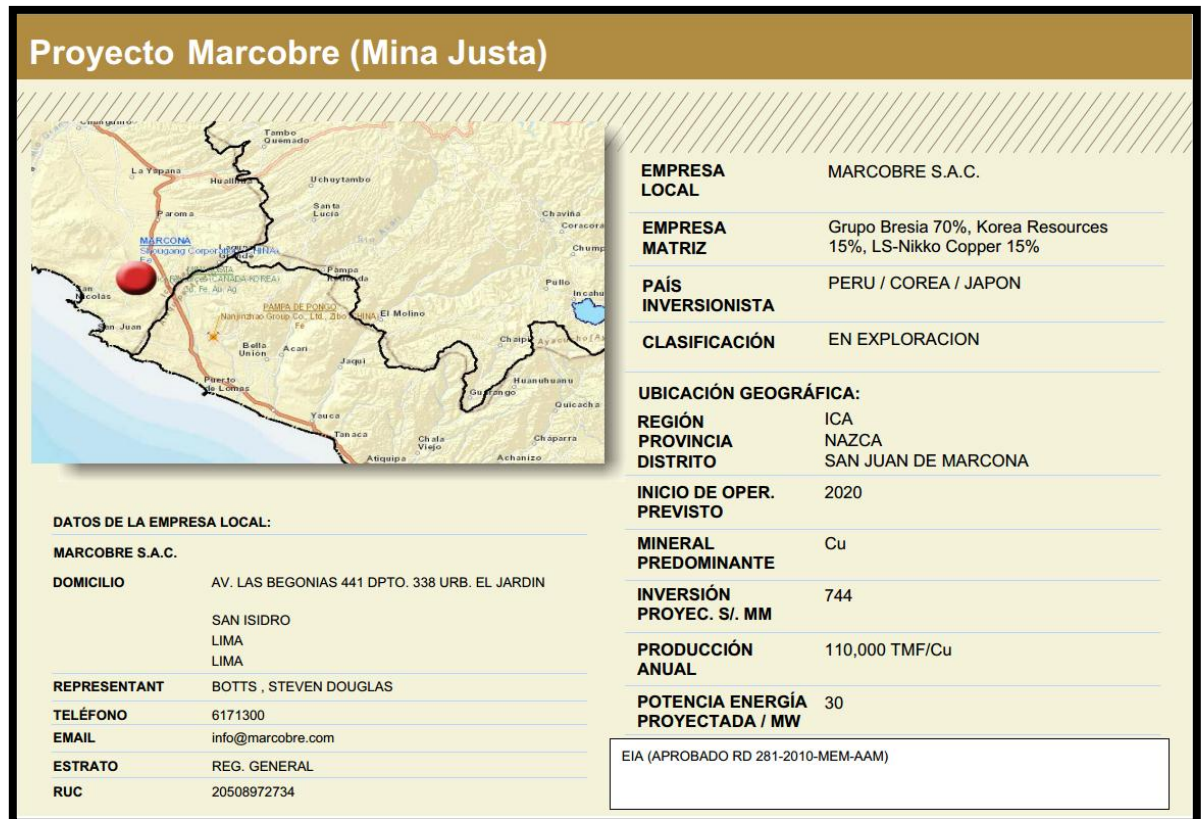 Proyecto Marcobre (Mina Justa)
Tambo
Quemado
La Yapana
Uchuytambo
Santa
Lucia
Paroma
Chaviña
Coracora
MARCONA
Pampa
Pullo
San
Nicolas
San Juan
PAMPA DE PONGO
El Molino
Fe
Bella
Union
Acari
Jaqui
Puerto
de Lomas
Huanuhuanu
Quicacha
Yauca
Tanaca
Chala
Viejo
Chaparra
Atiquipa
Achanizo
EMPRESA LOCAL MARCOBRE S.A.C.
EMPRESA MATRIZ Grupo Bresia 70%, Korea Resources
15%, LS-Nikko Copper 15%
PAÍS INVERSIONISTA PERU / COREA / JAPON
CLASIFICACIÓN EN EXPLORACION
UBICACIÓN GEOGRÁFICA:
REGIÓN ICA
PROVINCIA NAZCA
DISTRITO SAN JUAN DE MARCONA
INICIO DE OPER. PREVISTO 2020
MINERAL PREDOMINANTE Cu
INVERSIÓN PROYEC. S/. MM 744
PRODUCCIÓN ANUAL 110,000 TMF/Cu
POTENCIA ENERGÍA PROYECTADA / MW 30
EIA (APROBADO RD 281-2010-MEM-AAM)
DATOS DE LA EMPRESA LOCAL:
MARCOBRE S.A.C.
DOMICILIO AV. LAS BEGONIAS 441 DPTO. 338 URB. EL JARDIN
SAN ISIDRO
LIMA
LIMA
REPRESENTANT BOTTS , STEVEN DOUGLAS
TELÉFONO 6171300
EMAIL info@marcobre.com
ESTRATO REG. GENERAL
RUC 20508972734